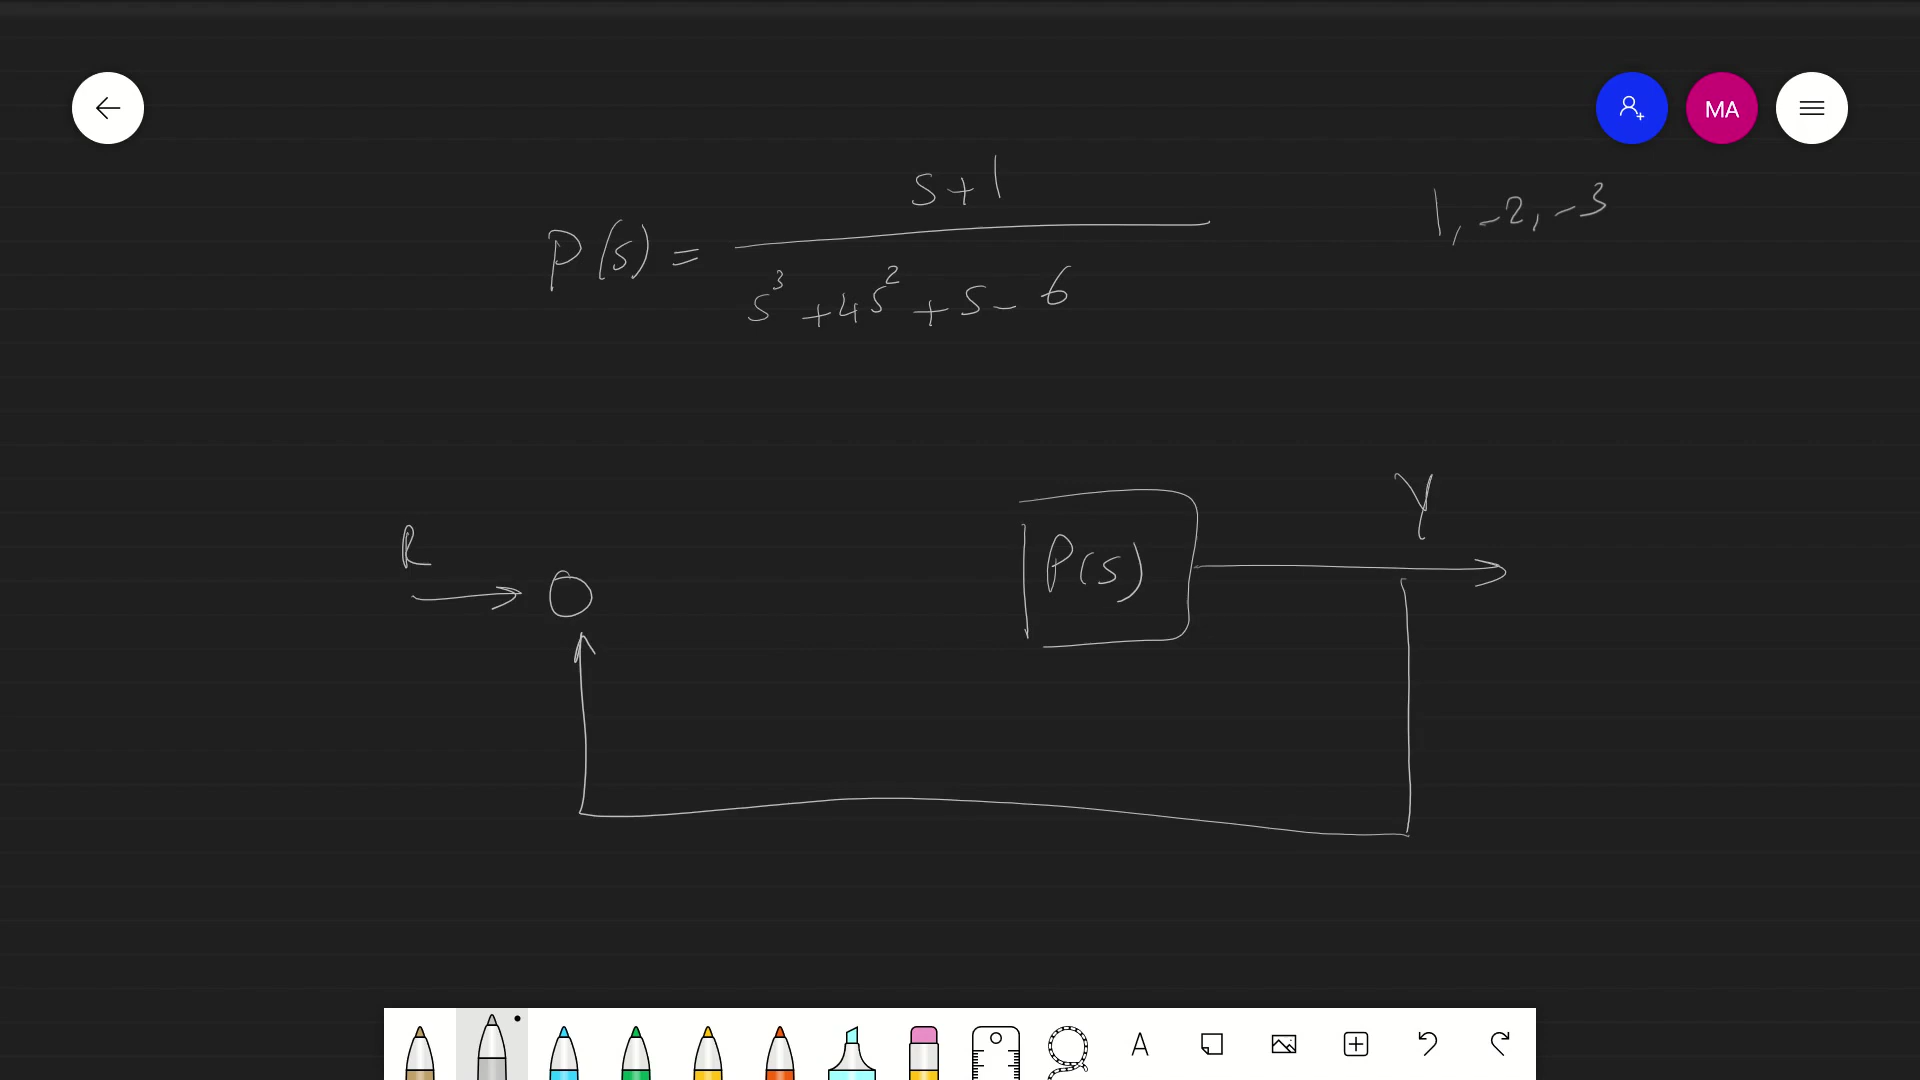 MA
s+1
P(s) =
s³ + 4s² + s - 6
1, -2, -3
R
P(s)
Y
A